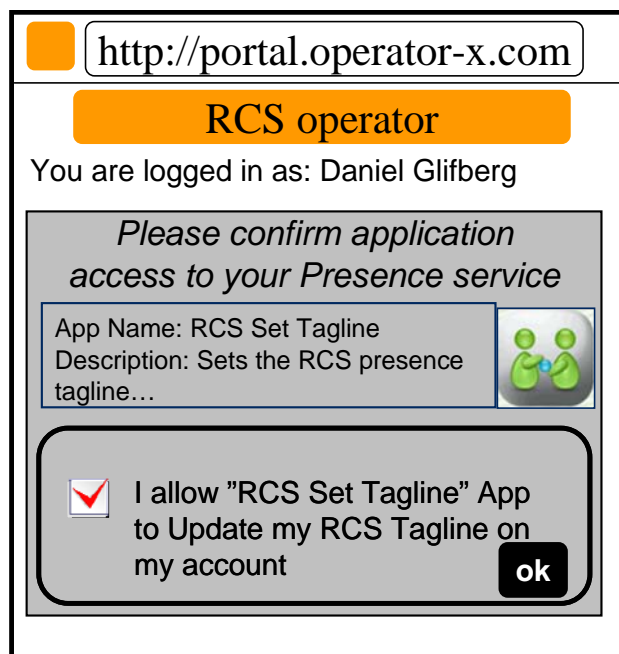 http://portal.operator-x.com
RCS operator
You are logged in as: Daniel Glifberg
Please confirm application
access to your Presence service
App Name: RCS Set Tagline
Description: Sets the RCS presence
tagline…
I allow ”RCS Set Tagline” App
to Update my RCS Tagline on
my account
ok